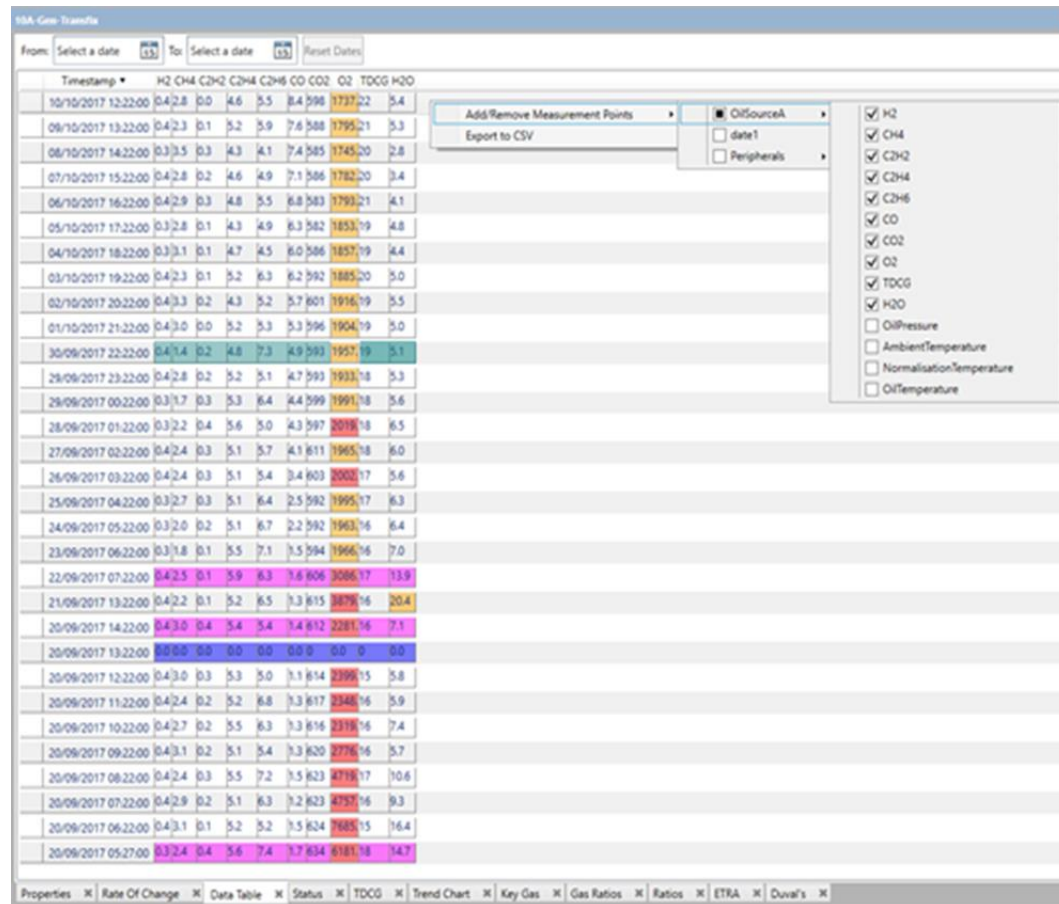 10A-Gen-Transfix
From: Select a date 15 To: Select a date 15 Reset Dates
Timestamp H2 CH4 C2H2 C2H4 C2H6 CO CO2 O2 TDCG H2O
10/10/2017 12:22:00 0.4 2.8 0.0 4.6 5.5 8.4 598 1737. 22 5.4
09/10/2017 13:22:00 0.4 2.3 0.1 5.2 5.9 7.6 588 1795. 21 5.3
08/10/2017 14:22:00 0.3 3.5 0.3 4.3 4.1 7.4 585 1745. 20 2.8
07/10/2017 15:22:00 0.4 2.8 0.2 4.6 4.9 7.1 586 1782. 20 3.4
06/10/2017 16:22:00 0.4 2.9 0.3 4.8 5.5 6.8 583 1793. 21 4.1
05/10/2017 17:22:00 0.3 2.8 0.1 4.3 4.9 6.3 582 1853. 19 4.8
04/10/2017 18:22:00 0.3 3.1 0.1 4.7 4.5 6.0 586 1857. 19 4.4
03/10/2017 19:22:00 0.4 2.3 0.1 5.2 6.3 6.2 592 1885. 20 5.0
02/10/2017 20:22:00 0.4 3.3 0.2 4.3 5.2 5.7 601 1916. 19 5.5
01/10/2017 21:22:00 0.4 3.0 0.0 5.2 5.3 5.3 596 1904. 19 5.0
30/09/2017 22:22:00 0.4 1.4 0.2 4.8 7.3 4.9 593 1957. 19 5.1
29/09/2017 23:22:00 0.4 2.8 0.2 5.2 5.1 4.7 593 1933. 18 5.3
29/09/2017 00:22:00 0.3 1.7 0.3 5.3 6.4 4.4 599 1991. 18 5.6
28/09/2017 01:22:00 0.3 2.2 0.4 5.6 5.0 4.3 597 2019. 18 6.5
27/09/2017 02:22:00 0.4 2.4 0.3 5.1 5.7 4.1 611 1965. 18 6.0
26/09/2017 03:22:00 0.4 2.4 0.3 5.1 5.4 3.4 603 2002. 17 5.6
25/09/2017 04:22:00 0.3 2.7 0.3 5.1 6.4 2.5 592 1995. 17 6.3
24/09/2017 05:22:00 0.3 2.0 0.2 5.1 6.7 2.2 592 1963. 16 6.4
23/09/2017 06:22:00 0.3 1.8 0.1 5.5 7.1 1.5 594 1966. 16 7.0
22/09/2017 07:22:00 0.4 2.5 0.1 5.9 6.3 1.6 606 3086. 17 13.9
21/09/2017 13:22:00 0.4 2.2 0.1 5.2 6.5 1.3 615 3879. 16 20.4
20/09/2017 14:22:00 0.4 3.0 0.4 5.4 5.4 1.4 612 2281. 16 7.1
20/09/2017 13:22:00 0.0 0.0 0.0 0.0 0.0 0.0 0 0.0 0 0.0
20/09/2017 12:22:00 0.4 3.0 0.3 5.3 5.0 1.1 614 2399. 15 5.8
20/09/2017 11:22:00 0.4 2.4 0.2 5.2 6.8 1.3 617 2348. 16 5.9
20/09/2017 10:22:00 0.4 2.7 0.2 5.5 6.3 1.3 616 2319. 16 7.4
20/09/2017 09:22:00 0.4 3.1 0.2 5.1 5.4 1.3 620 2776. 16 5.7
20/09/2017 08:22:00 0.4 2.4 0.3 5.5 7.2 1.5 623 4719. 17 10.6
20/09/2017 07:22:00 0.4 2.9 0.2 5.1 6.3 1.2 623 4757. 16 9.3
20/09/2017 06:22:00 0.4 3.1 0.1 5.2 5.2 1.5 624 7685. 15 16.4
20/09/2017 05:27:00 0.3 2.4 0.4 5.6 7.4 1.7 634 6181. 18 14.7
Add/Remove Measurement Points
Export to CSV
OilSourceA
date1
Peripherals
H2
CH4
C2H2
C2H4
C2H6
CO
CO2
O2
TDCG
H2O
OilPressure
AmbientTemperature
NormalisationTemperature
OilTemperature
Properties Rate Of Change Data Table Status TDCG Trend Chart Key Gas Gas Ratios Ratios ETRA Duval's